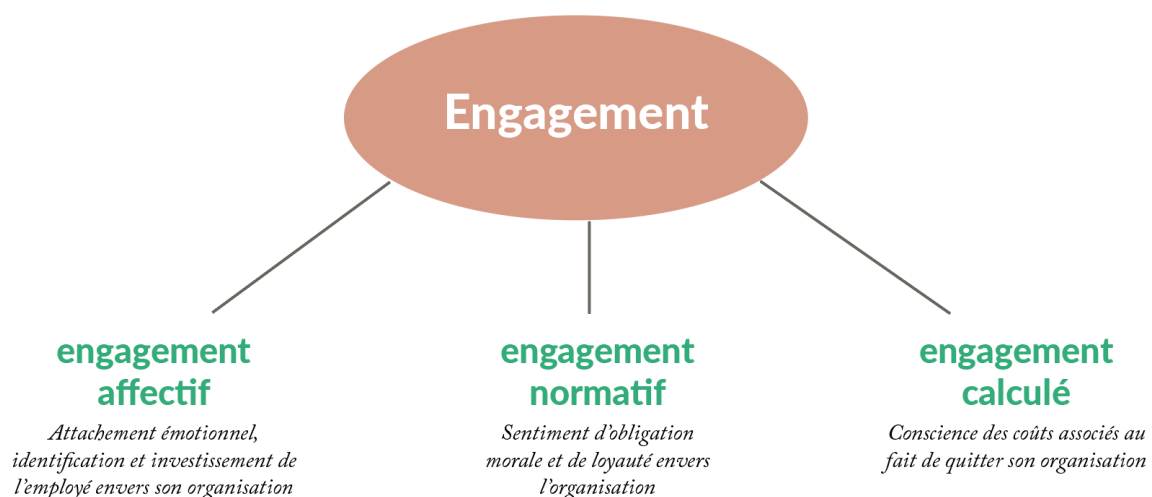 Engagement
engagement
affectif
Attachement émotionnel,
identification et investissement de
l'employé envers son organisation
engagement
normatif
Sentiment d'obligation
morale et de loyauté envers
l'organisation
engagement
calculé
Conscience des coûts associés au
fait de quitter son organisation